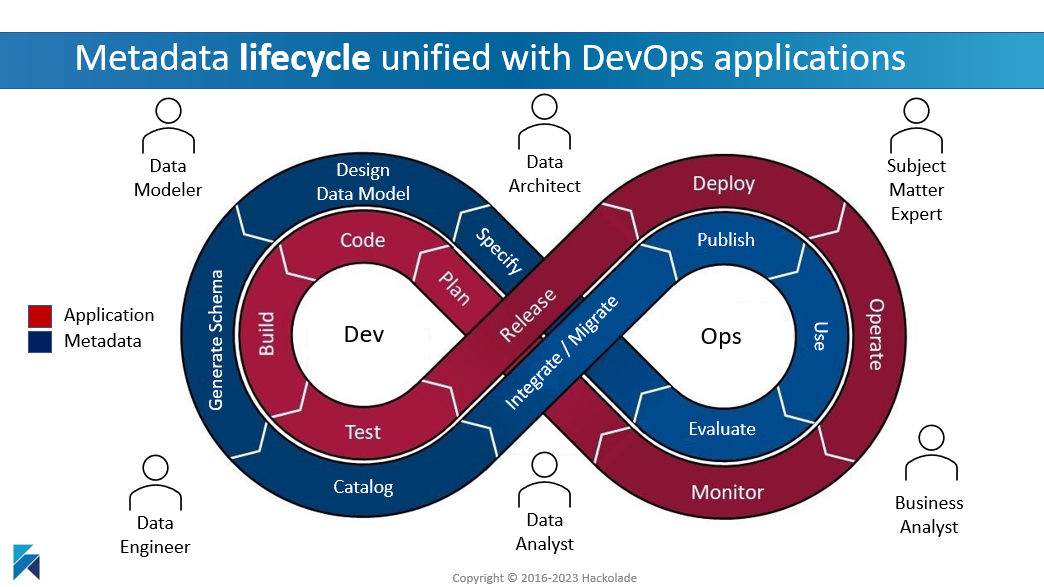 Metadata lifecycle unified with DevOps applications
Data
Modeler
Data
Architect
Subject
Matter
Expert
Design
Data Model
Specify
Code
Plan
Build
Test
Generate Schema
Catalog
Dev
Release
Integrate / Migrate
Deploy
Publish
Use
Operate
Ops
Evaluate
Monitor
Application
Metadata
Data
Engineer
Data
Analyst
Business
Analyst
Copyright © 2016-2023 Hackolade